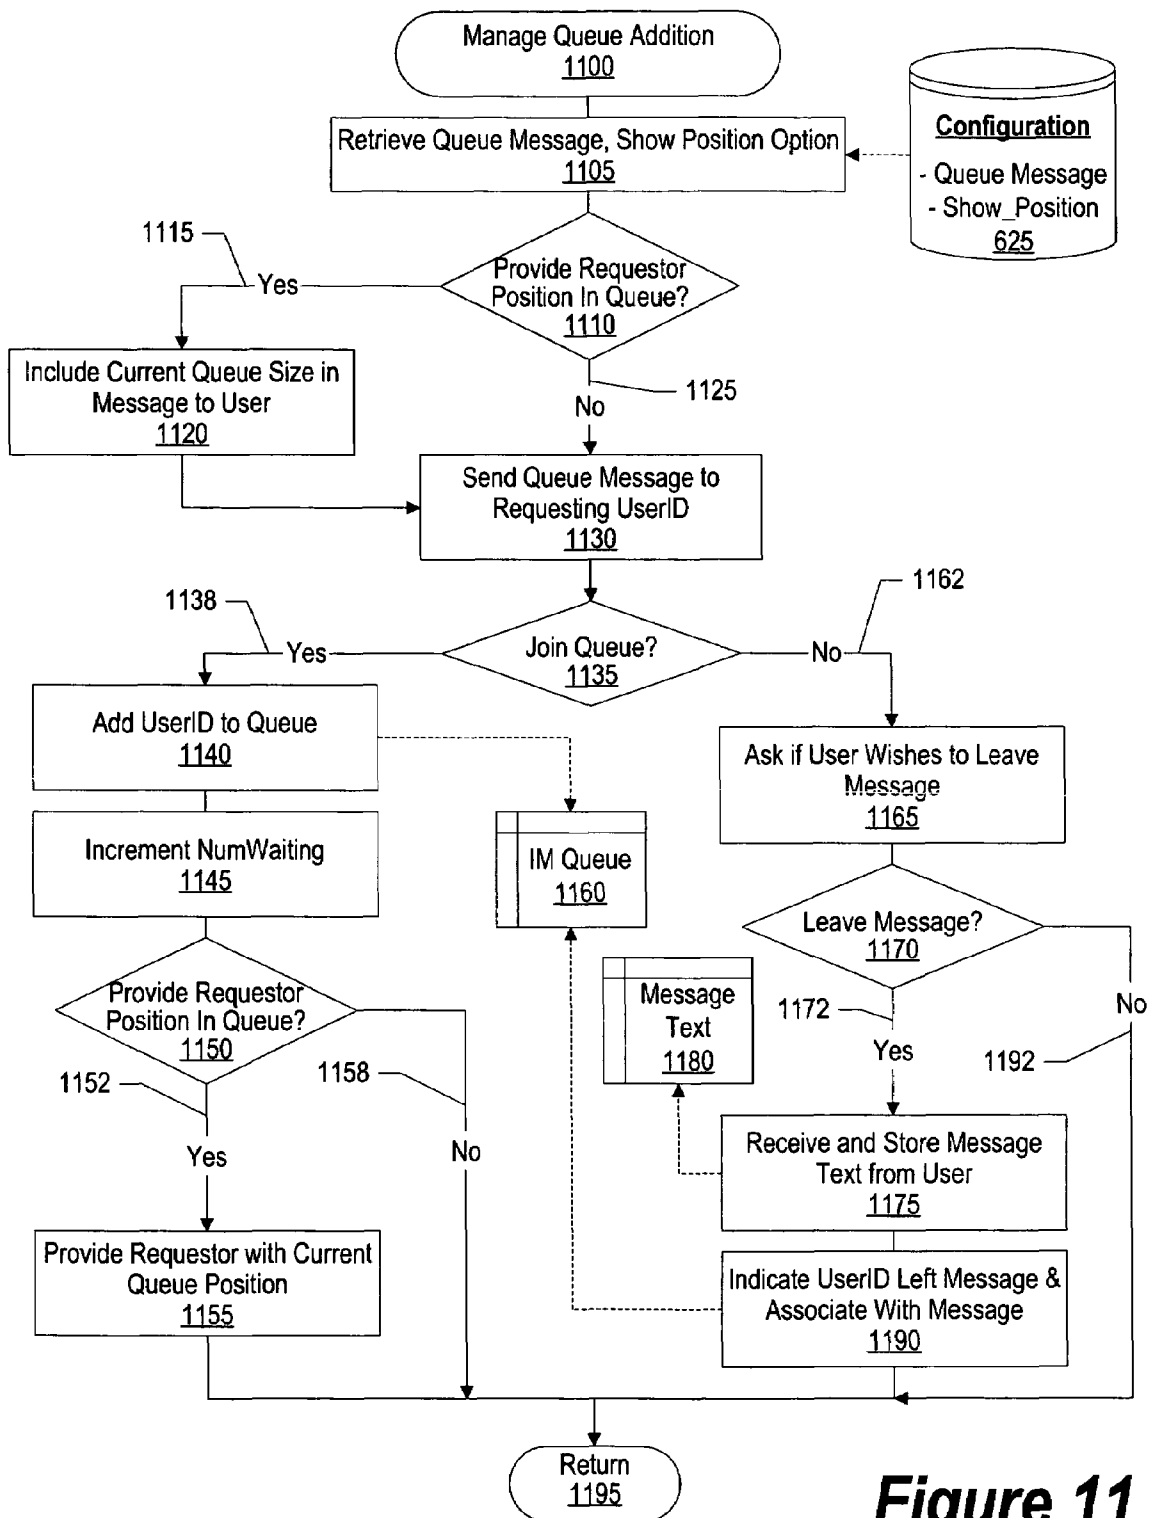 Manage Queue Addition
1100
Retrieve Queue Message, Show Position Option
1105
Configuration
- Queue Message
- Show_Position
625
1115
Yes
Provide Requestor
Position In Queue?
1110
Include Current Queue Size in
Message to User
1120
1125
No
Send Queue Message to
Requesting UserID
1130
1138
Yes
Join Queue?
1135
No
1162
Add UserID to Queue
1140
Ask if User Wishes to Leave
Message
1165
Increment NumWaiting
1145
IM Queue
1160
Leave Message?
1170
Provide Requestor
Position In Queue?
1150
Message
Text
1180
1172
Yes
No
1192
1152
Yes
1158
No
Receive and Store Message
Text from User
1175
Provide Requestor with Current
Queue Position
1155
Indicate UserID Left Message &
Associate With Message
1190
Return
1195
Figure 11